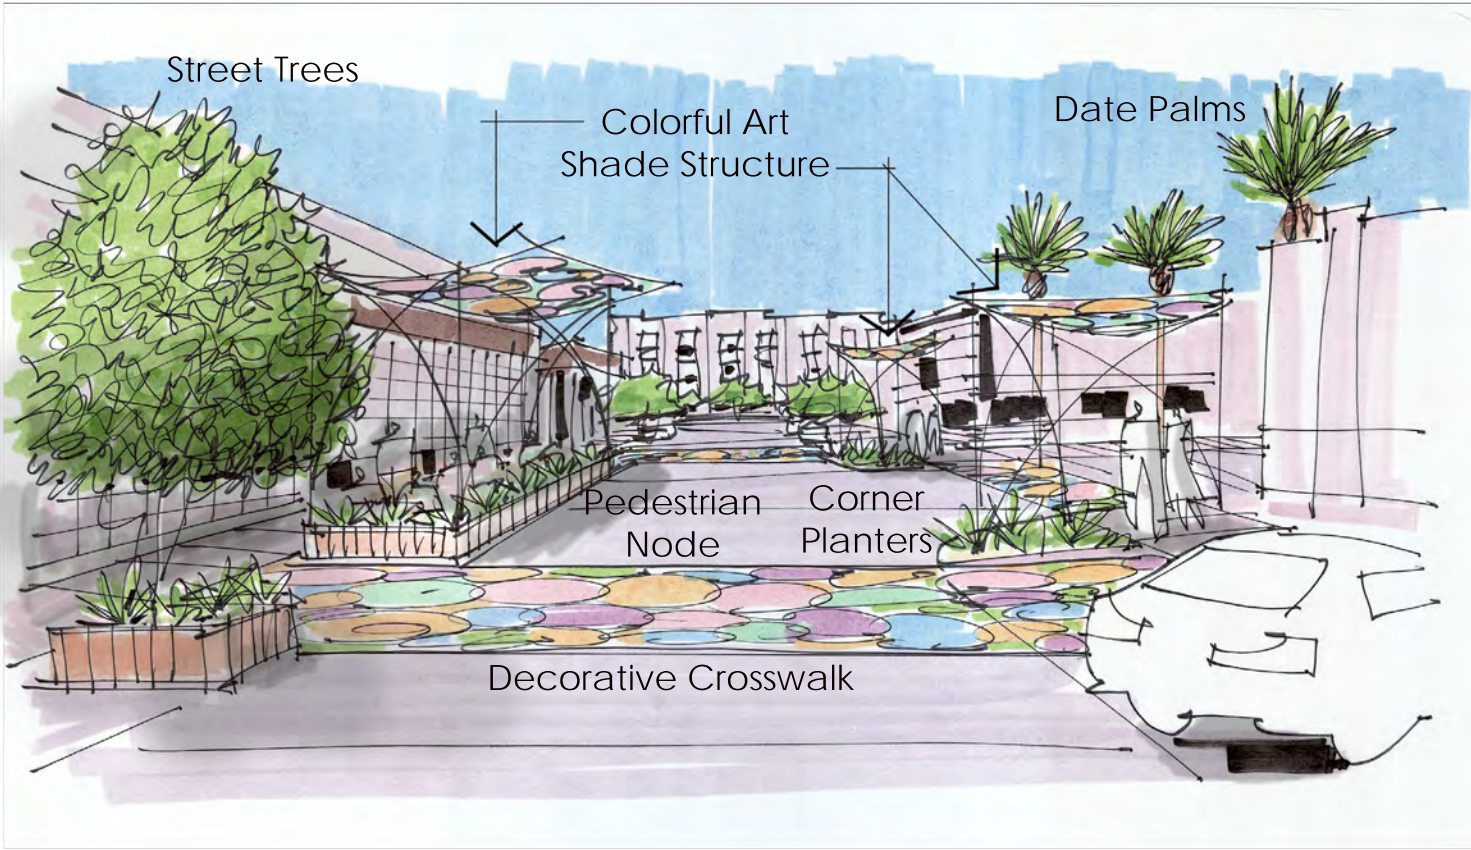 Street Trees
Colorful Art
Shade Structure
Date Palms
Pedestrian
Node
Corner
Planters
Decorative Crosswalk